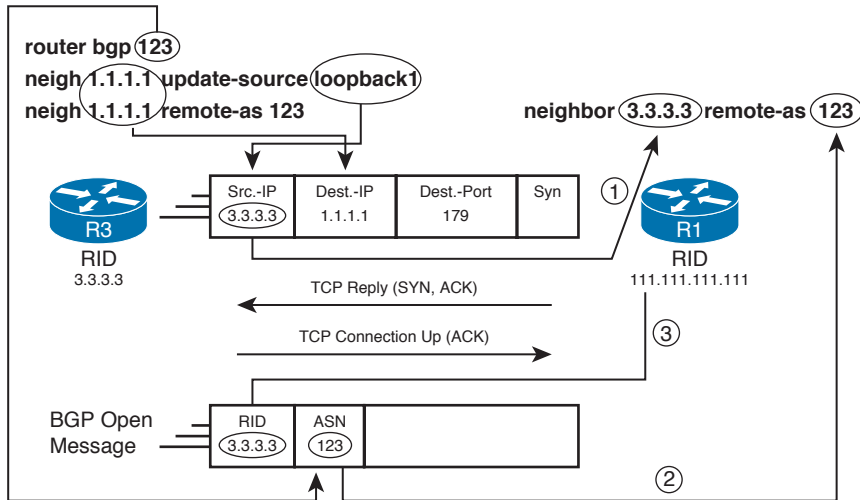 router bgp 123
neigh 1.1.1.1 update-source loopback1
neigh 1.1.1.1 remote-as 123
neighbor 3.3.3.3 remote-as 123
Src.-IP Dest.-IP Dest.-Port Syn
3.3.3.3 1.1.1.1 179
1
R3
RID
3.3.3.3
R1
RID
111.111.111.111
TCP Reply (SYN, ACK)
TCP Connection Up (ACK)
3
BGP Open
Message
RID ASN
3.3.3.3 123
2